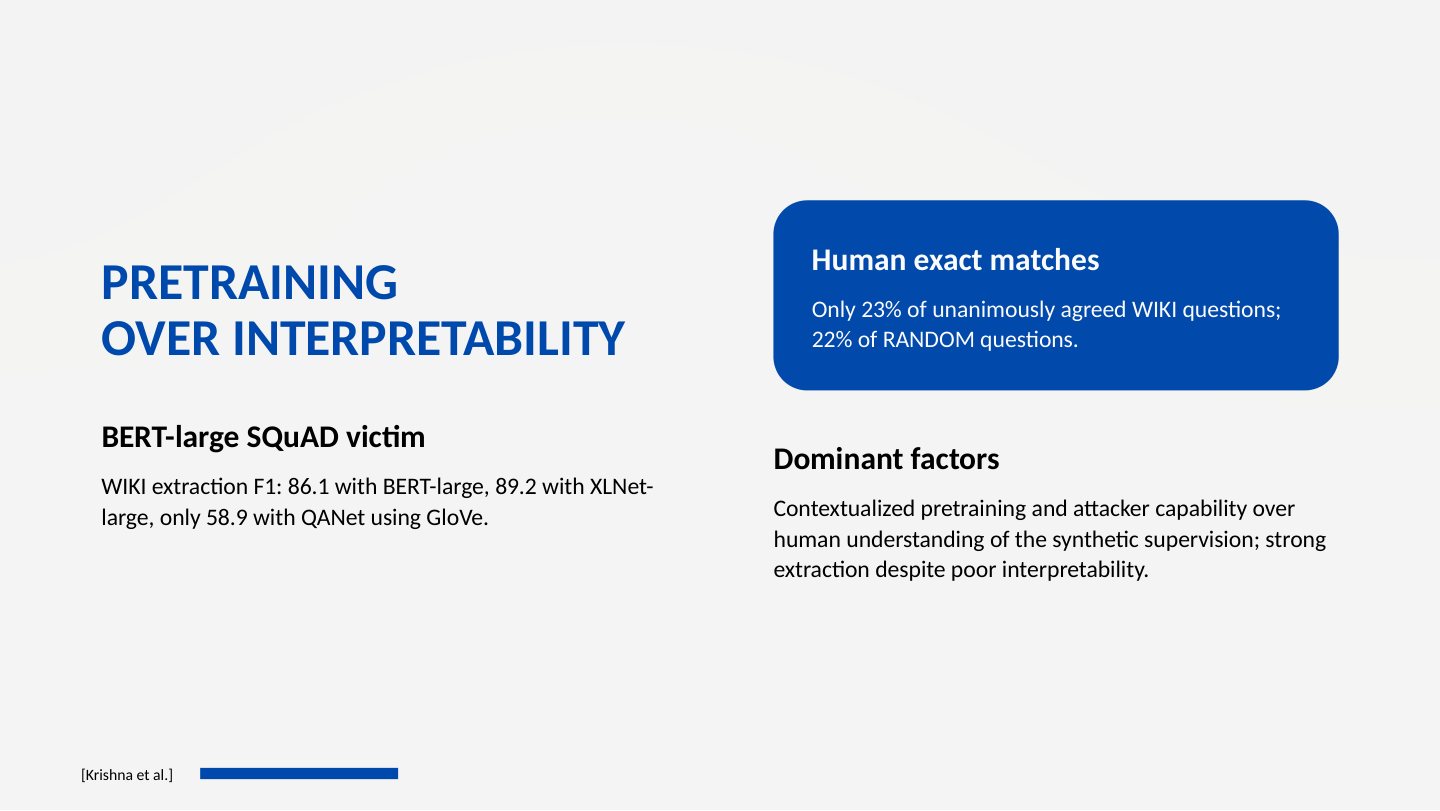 PRETRAINING
OVER INTERPRETABILITY
BERT-large SQuAD victim
WIKI extraction F1: 86.1 with BERT-large, 89.2 with XLNet-
large, only 58.9 with QANet using GloVe.
Human exact matches
Only 23% of unanimously agreed WIKI questions;
22% of RANDOM questions.
Dominant factors
Contextualized pretraining and attacker capability over
human understanding of the synthetic supervision; strong
extraction despite poor interpretability.
[Krishna et al.]